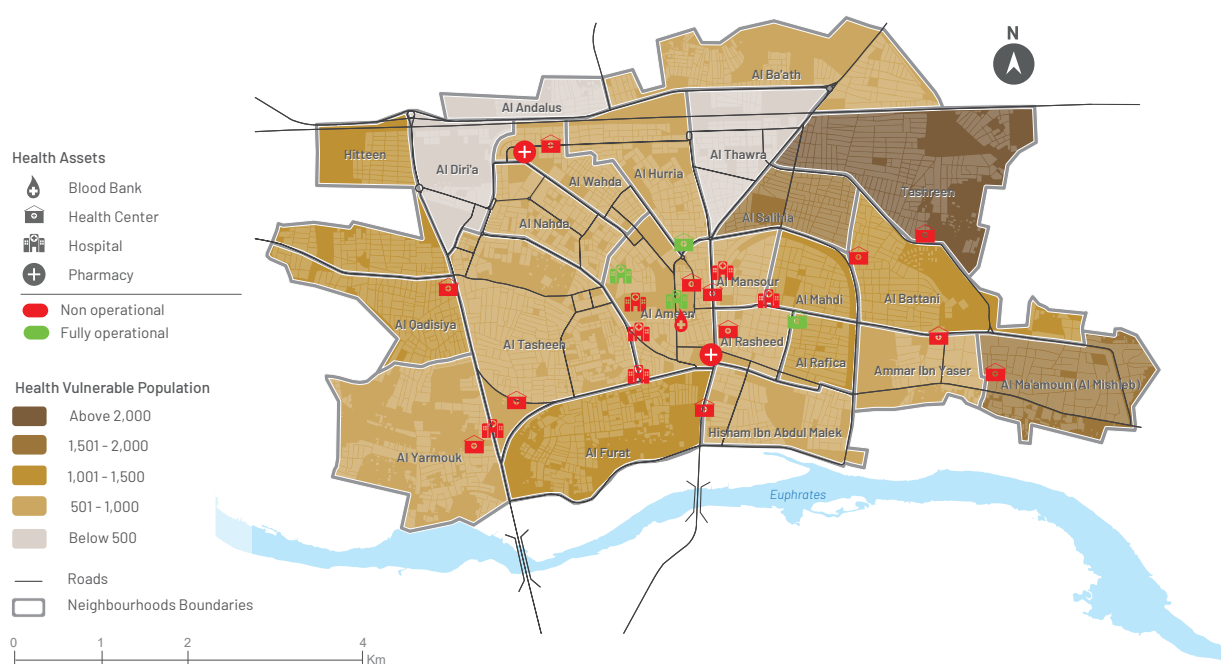 N
Health Assets
Blood Bank
Health Center
Hospital
Pharmacy
Non operational
Fully operational
Health Vulnerable Population
Above 2,000
1,501 - 2,000
1,001 - 1,500
501 - 1,000
Below 500
Roads
Neighbourhoods Boundaries
0
1
2
4
Km
Al Ba'ath
Al Andalus
Hitteen
Al Diri'a
Al Thawra
Al Wahda
Al Hurria
Tashreen
Al Nahda
Al Salhia
Al Mansour
Al Mahdi
Al Battani
Al Ameen
Al Qadisiya
Al Tasheen
Al Rasheed
Al Rafica
Ammar Ibn Yaser
Al Ma'amoun (Al Mishleb)
Hisham Ibn Abdul Malek
Al Furat
Al Yarmouk
Euphrates